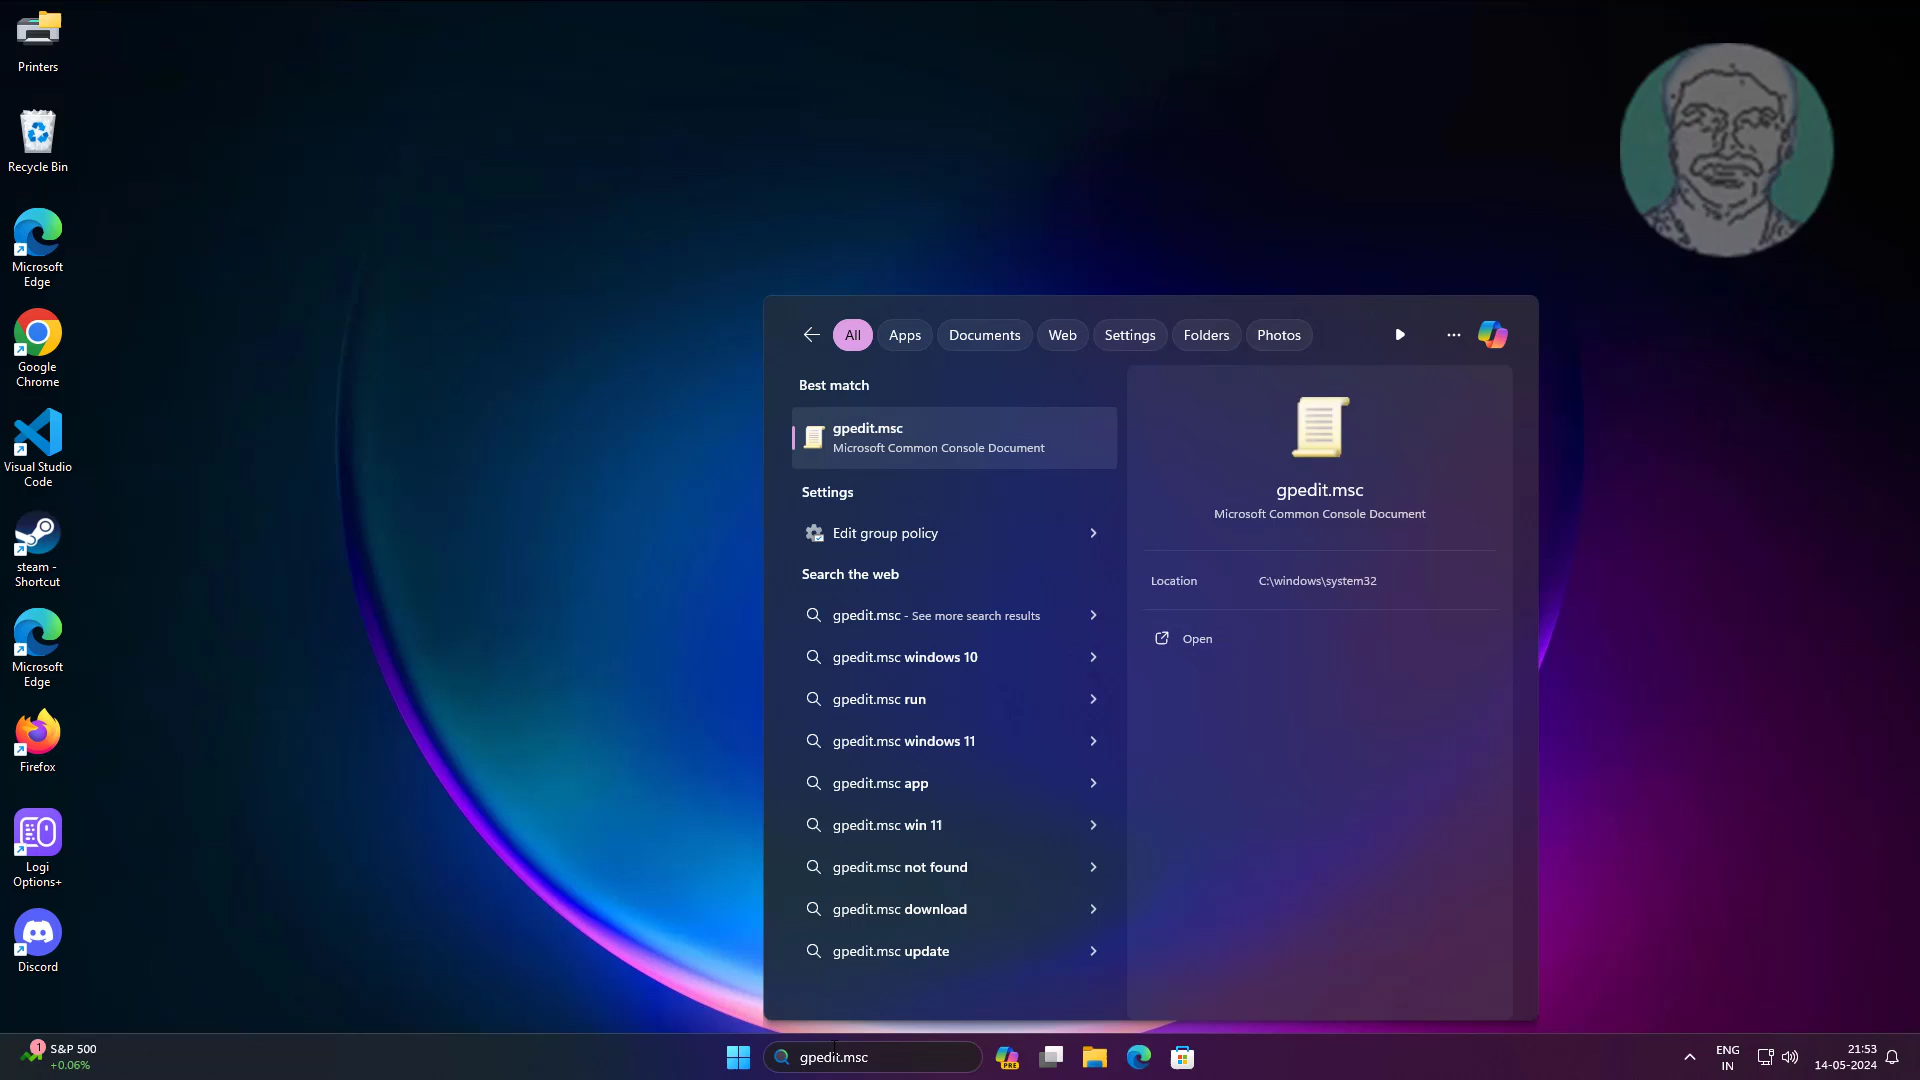 Printers
Recycle Bin
Microsoft
Edge
Google
Chrome
Visual Studio
Code
steam -
Shortcut
Microsoft
Edge
Firefox
Logi
Options+
Discord
All
Apps
Documents
Web
Settings
Folders
Photos
Best match
gpedit.msc
Microsoft Common Console Document
Settings
Edit group policy
Search the web
gpedit.msc - See more search results
gpedit.msc windows 10
gpedit.msc run
gpedit.msc windows 11
gpedit.msc app
gpedit.msc win 11
gpedit.msc not found
gpedit.msc download
gpedit.msc update
gpedit.msc
Microsoft Common Console Document
Location C:\windows\system32
Open
1
S&P 500
+0.06%
gpedit.msc
PRE
ENG
IN
21:53
14-05-2024